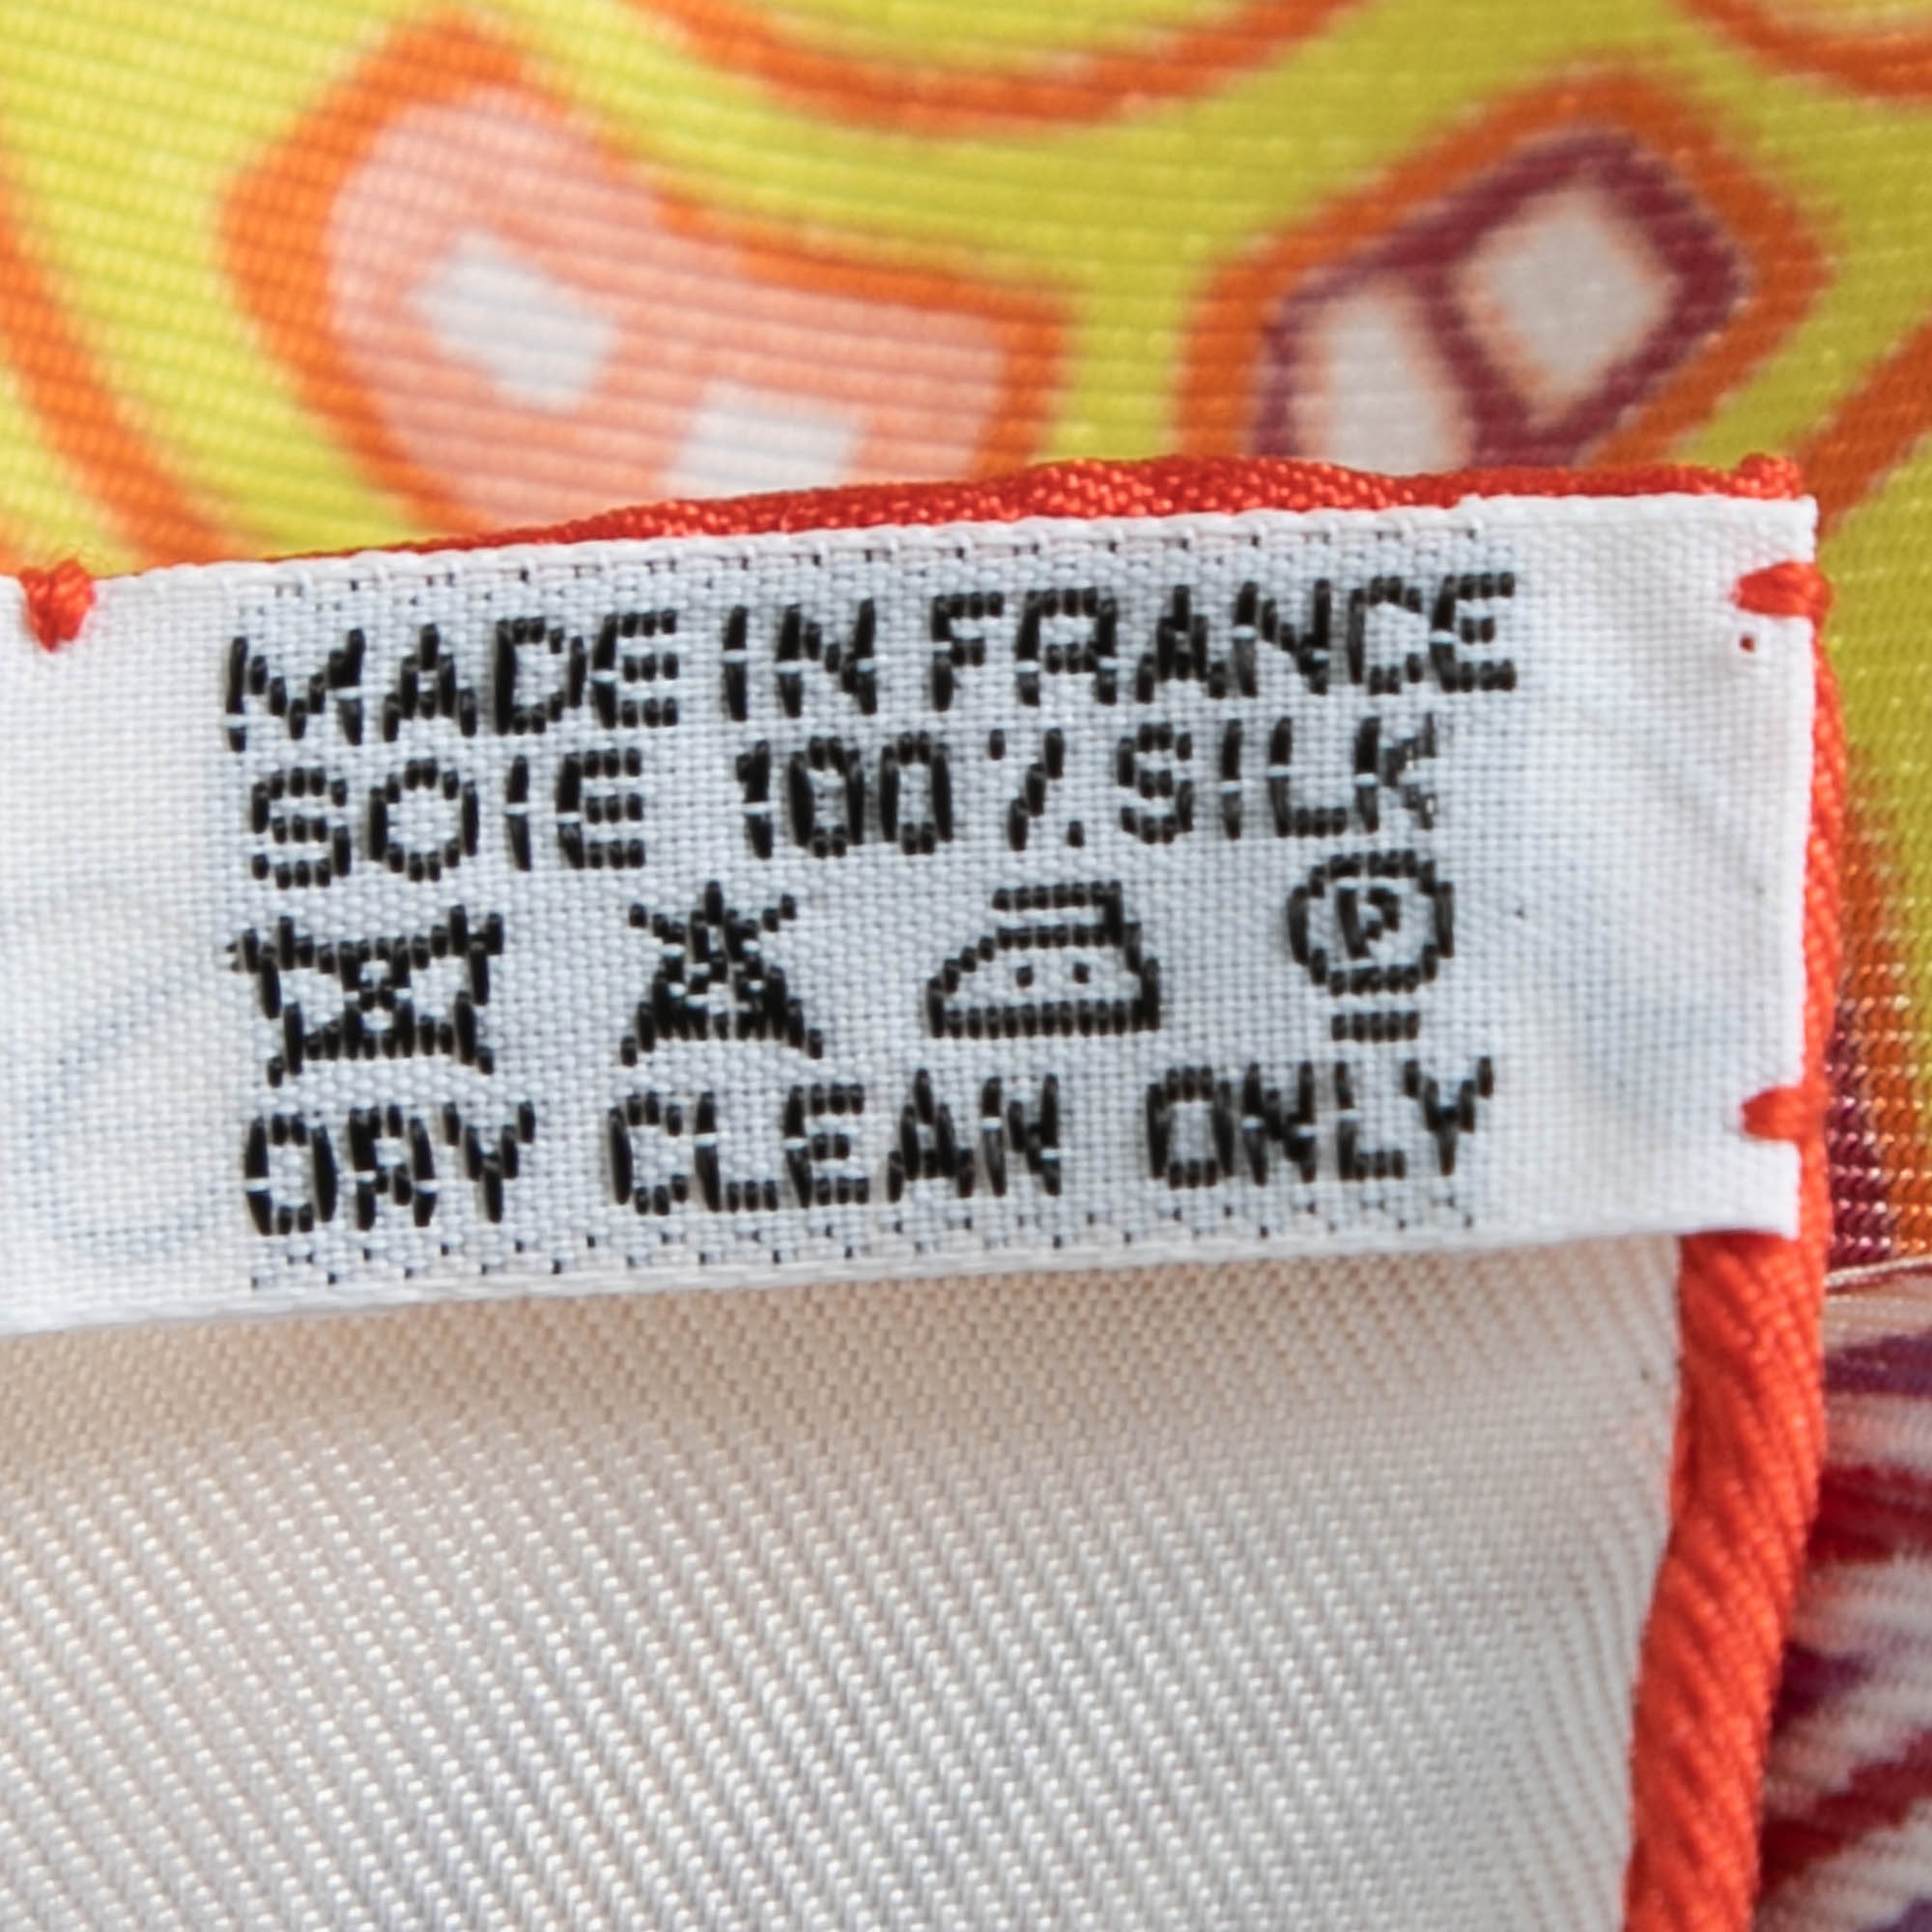 MADE IN FRANCE
SOIE 100% SILK
P
DRY CLEAN ONLY